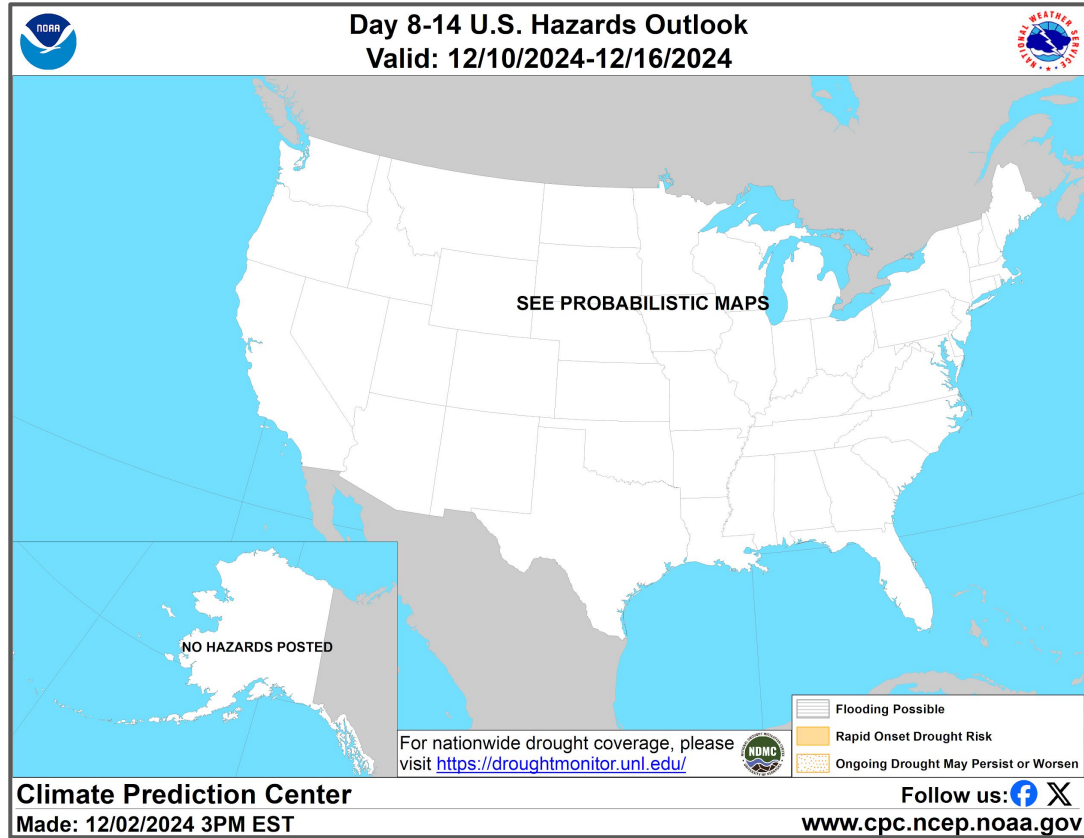 NOAA
Day 8-14 U.S. Hazards Outlook
Valid: 12/10/2024-12/16/2024
NATIONAL WEATHER SERVICE
SEE PROBABILISTIC MAPS
NO HAZARDS POSTED
For nationwide drought coverage, please
visit https://droughtmonitor.unl.edu/
NDMC
Flooding Possible
Rapid Onset Drought Risk
Ongoing Drought May Persist or Worsen
Climate Prediction Center
Follow us:
Made: 12/02/2024 3PM EST
www.cpc.ncep.noaa.gov